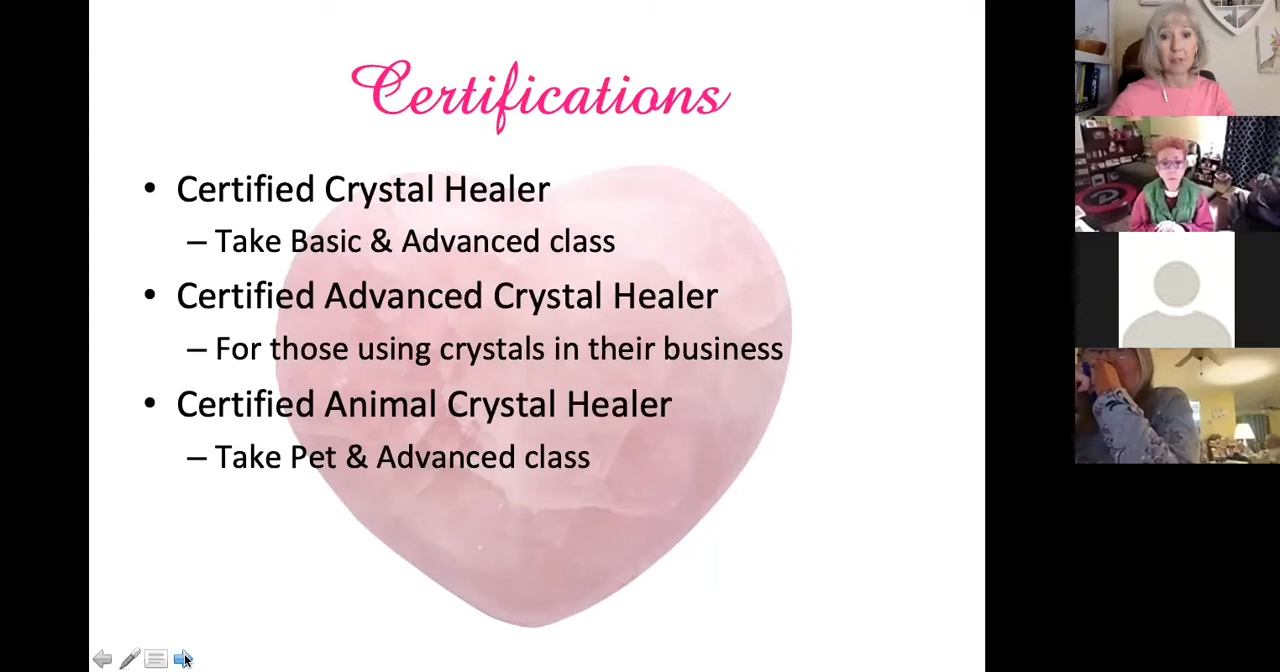 Certifications
• Certified Crystal Healer
– Take Basic & Advanced class
• Certified Advanced Crystal Healer
– For those using crystals in their business
• Certified Animal Crystal Healer
– Take Pet & Advanced class